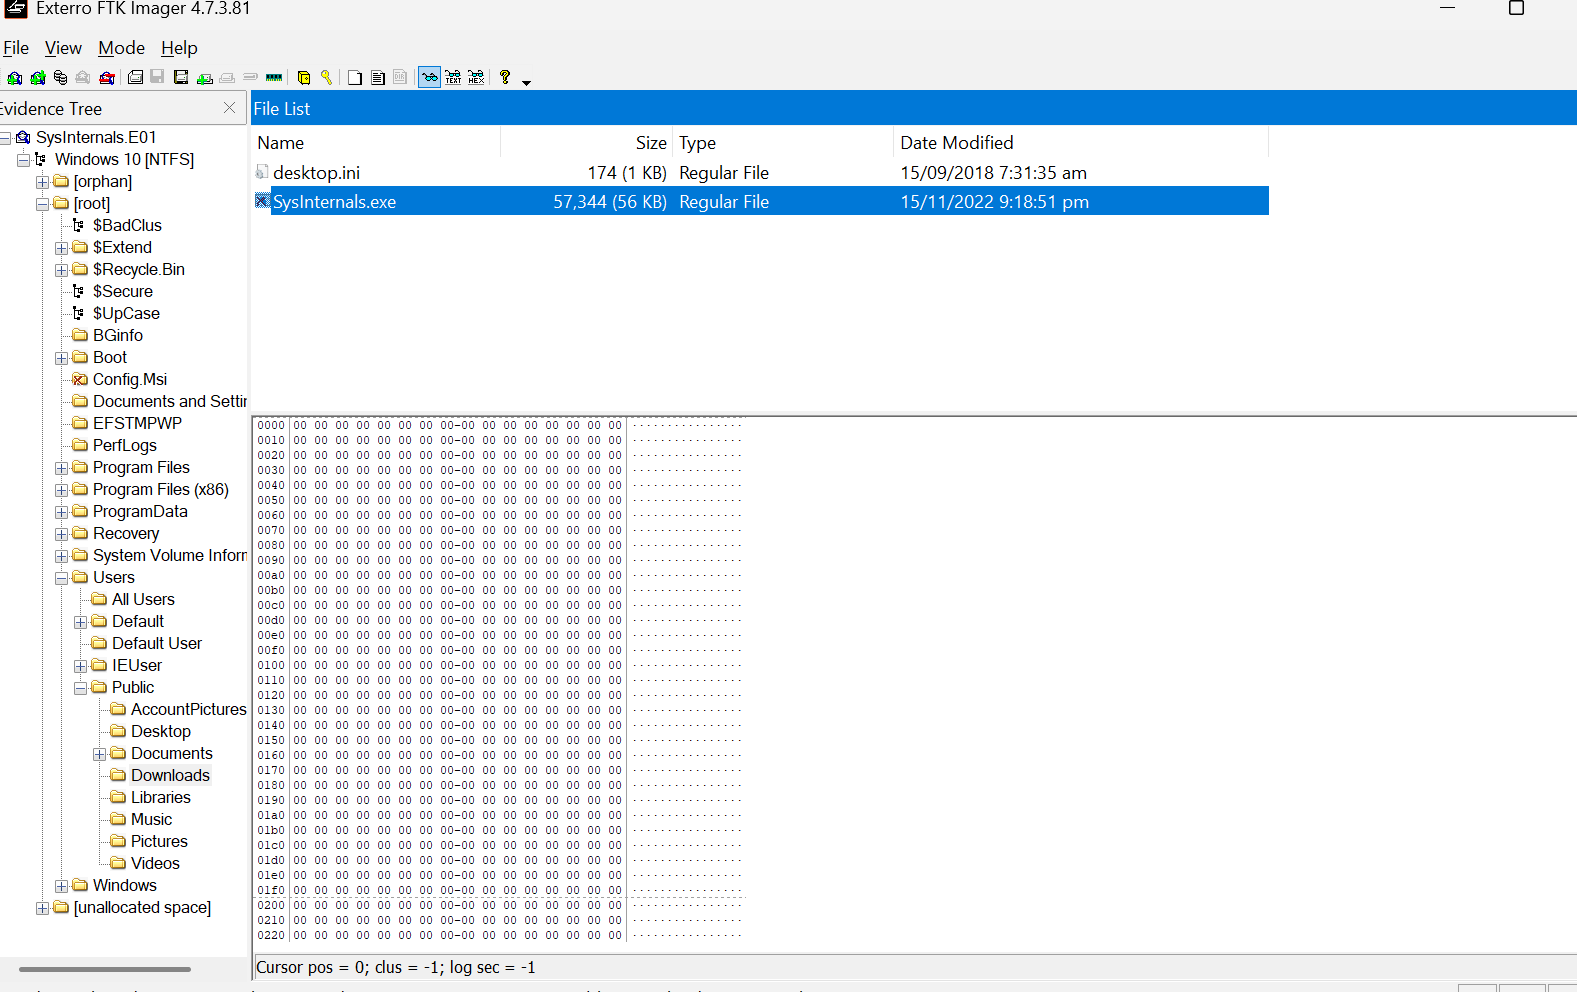 Exterro FTK Imager 4.7.3.81
File View Mode Help
Evidence Tree
SysInternals.E01
Windows 10 [NTFS]
[orphan]
[root]
$BadClus
$Extend
$Recycle.Bin
$Secure
$UpCase
BGinfo
Boot
Config.Msi
Documents and Settin
EFSTMPWP
PerfLogs
Program Files
Program Files (x86)
ProgramData
Recovery
System Volume Inforn
Users
All Users
Default
Default User
IEUser
Public
AccountPictures
Desktop
Documents
Downloads
Libraries
Music
Pictures
Videos
Windows
[unallocated space]
File List
Name Size Type Date Modified
desktop.ini 174 (1 KB) Regular File 15/09/2018 7:31:35 am
SysInternals.exe 57,344 (56 KB) Regular File 15/11/2022 9:18:51 pm
0000 00 00 00 00 00 00 00 00-00 00 00 00 00 00 00 00 ................
0010 00 00 00 00 00 00 00 00-00 00 00 00 00 00 00 00 ................
0020 00 00 00 00 00 00 00 00-00 00 00 00 00 00 00 00 ................
0030 00 00 00 00 00 00 00 00-00 00 00 00 00 00 00 00 ................
0040 00 00 00 00 00 00 00 00-00 00 00 00 00 00 00 00 ................
0050 00 00 00 00 00 00 00 00-00 00 00 00 00 00 00 00 ................
0060 00 00 00 00 00 00 00 00-00 00 00 00 00 00 00 00 ................
0070 00 00 00 00 00 00 00 00-00 00 00 00 00 00 00 00 ................
0080 00 00 00 00 00 00 00 00-00 00 00 00 00 00 00 00 ................
0090 00 00 00 00 00 00 00 00-00 00 00 00 00 00 00 00 ................
00a0 00 00 00 00 00 00 00 00-00 00 00 00 00 00 00 00 ................
00b0 00 00 00 00 00 00 00 00-00 00 00 00 00 00 00 00 ................
00c0 00 00 00 00 00 00 00 00-00 00 00 00 00 00 00 00 ................
00d0 00 00 00 00 00 00 00 00-00 00 00 00 00 00 00 00 ................
00e0 00 00 00 00 00 00 00 00-00 00 00 00 00 00 00 00 ................
00f0 00 00 00 00 00 00 00 00-00 00 00 00 00 00 00 00 ................
0100 00 00 00 00 00 00 00 00-00 00 00 00 00 00 00 00 ................
0110 00 00 00 00 00 00 00 00-00 00 00 00 00 00 00 00 ................
0120 00 00 00 00 00 00 00 00-00 00 00 00 00 00 00 00 ................
0130 00 00 00 00 00 00 00 00-00 00 00 00 00 00 00 00 ................
0140 00 00 00 00 00 00 00 00-00 00 00 00 00 00 00 00 ................
0150 00 00 00 00 00 00 00 00-00 00 00 00 00 00 00 00 ................
0160 00 00 00 00 00 00 00 00-00 00 00 00 00 00 00 00 ................
0170 00 00 00 00 00 00 00 00-00 00 00 00 00 00 00 00 ................
0180 00 00 00 00 00 00 00 00-00 00 00 00 00 00 00 00 ................
0190 00 00 00 00 00 00 00 00-00 00 00 00 00 00 00 00 ................
01a0 00 00 00 00 00 00 00 00-00 00 00 00 00 00 00 00 ................
01b0 00 00 00 00 00 00 00 00-00 00 00 00 00 00 00 00 ................
01c0 00 00 00 00 00 00 00 00-00 00 00 00 00 00 00 00 ................
01d0 00 00 00 00 00 00 00 00-00 00 00 00 00 00 00 00 ................
01e0 00 00 00 00 00 00 00 00-00 00 00 00 00 00 00 00 ................
01f0 00 00 00 00 00 00 00 00-00 00 00 00 00 00 00 00 ................
0200 00 00 00 00 00 00 00 00-00 00 00 00 00 00 00 00 ................
0210 00 00 00 00 00 00 00 00-00 00 00 00 00 00 00 00 ................
0220 00 00 00 00 00 00 00 00-00 00 00 00 00 00 00 00 ................
Cursor pos = 0; clus = -1; log sec = -1